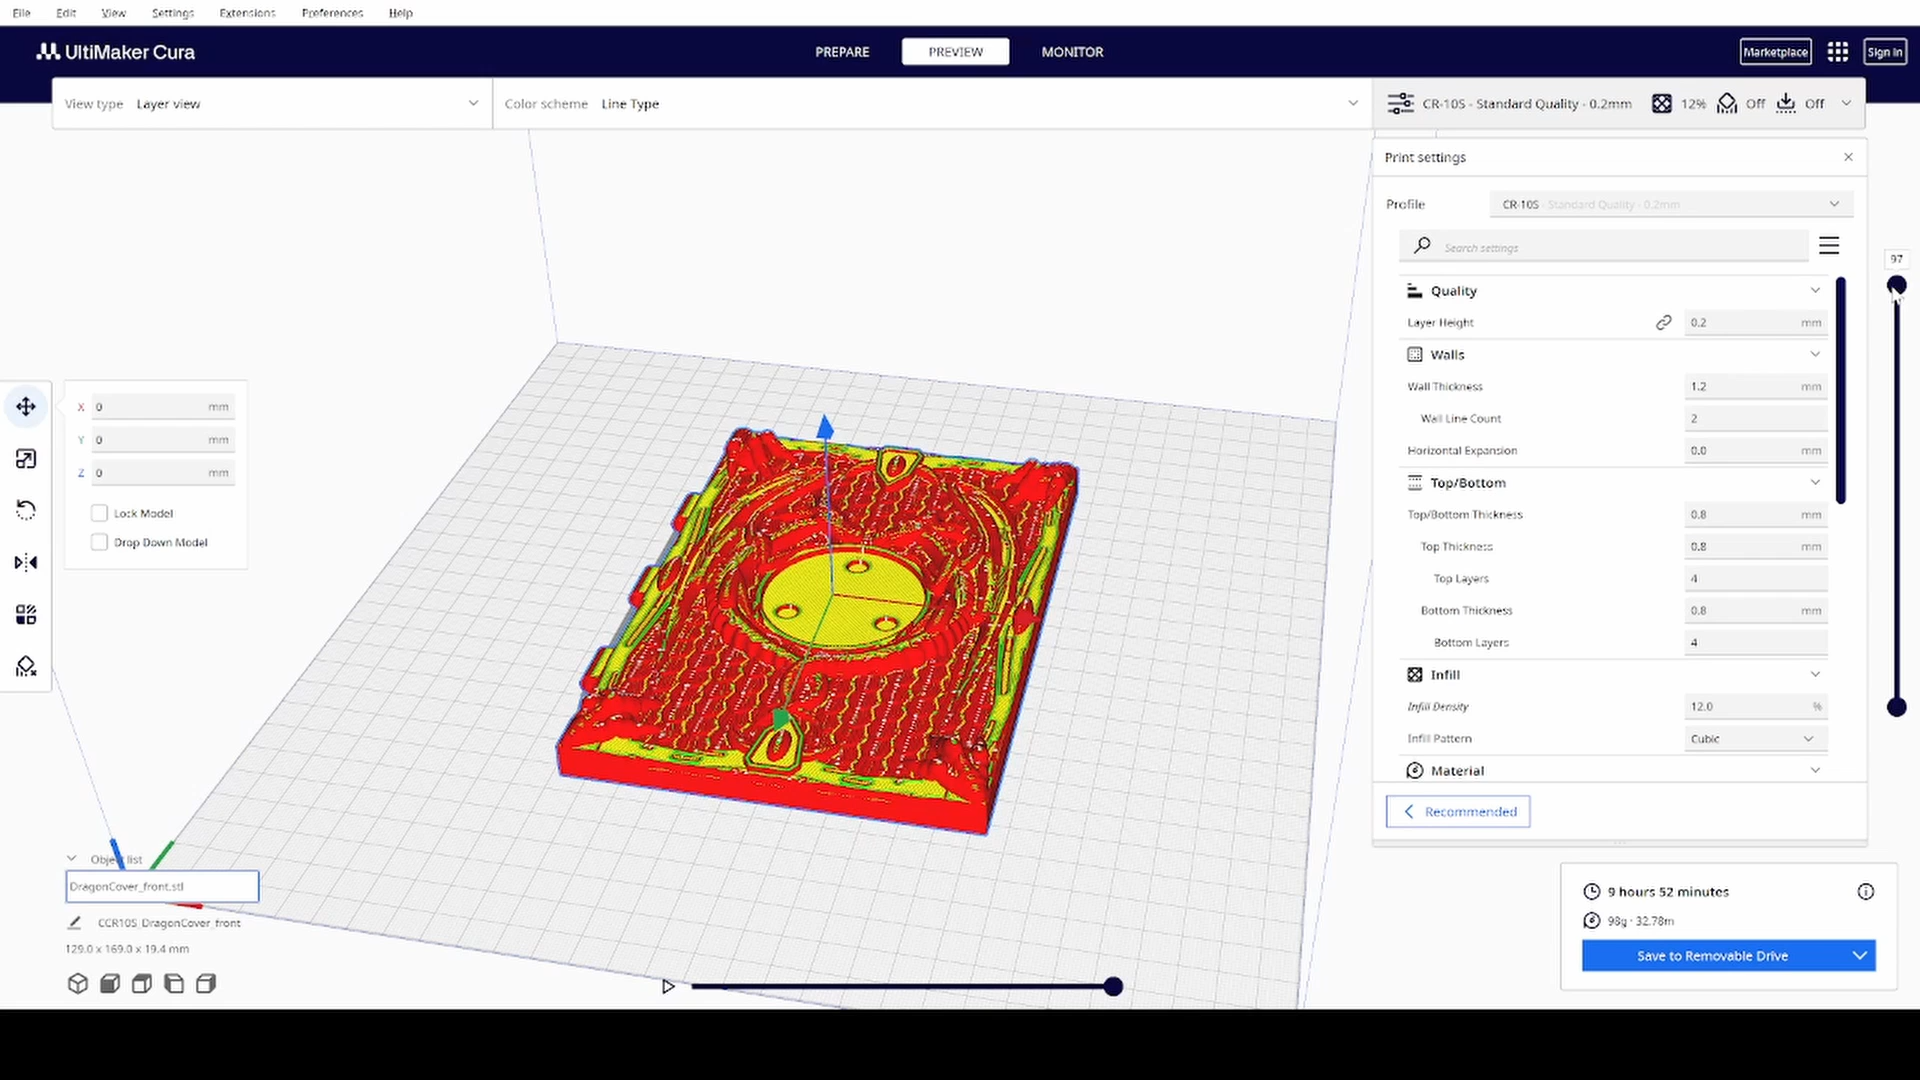 File Edit View Settings Extensions Preferences Help
UltiMaker Cura
PREPARE PREVIEW MONITOR
Marketplace Sign In
View type Layer view
Color scheme Line Type
CR-10S - Standard Quality - 0.2mm 12% Off Off
Print settings
Profile CR-10S - Standard Quality - 0.2mm
Search settings
97
Quality
Layer Height 0.2 mm
Walls
Wall Thickness 1.2 mm
Wall Line Count 2
Horizontal Expansion 0.0 mm
Top/Bottom
Top/Bottom Thickness 0.8 mm
Top Thickness 0.8 mm
Top Layers 4
Bottom Thickness 0.8 mm
Bottom Layers 4
Infill
Infill Density 12.0 %
Infill Pattern Cubic
Material
Recommended
X 0 mm
Y 0 mm
Z 0 mm
Lock Model
Drop Down Model
Object list
DragonCover_front.stl
CCR10S_DragonCover_front
129.0 x 169.0 x 19.4 mm
9 hours 52 minutes
98g · 32.78m
Save to Removable Drive